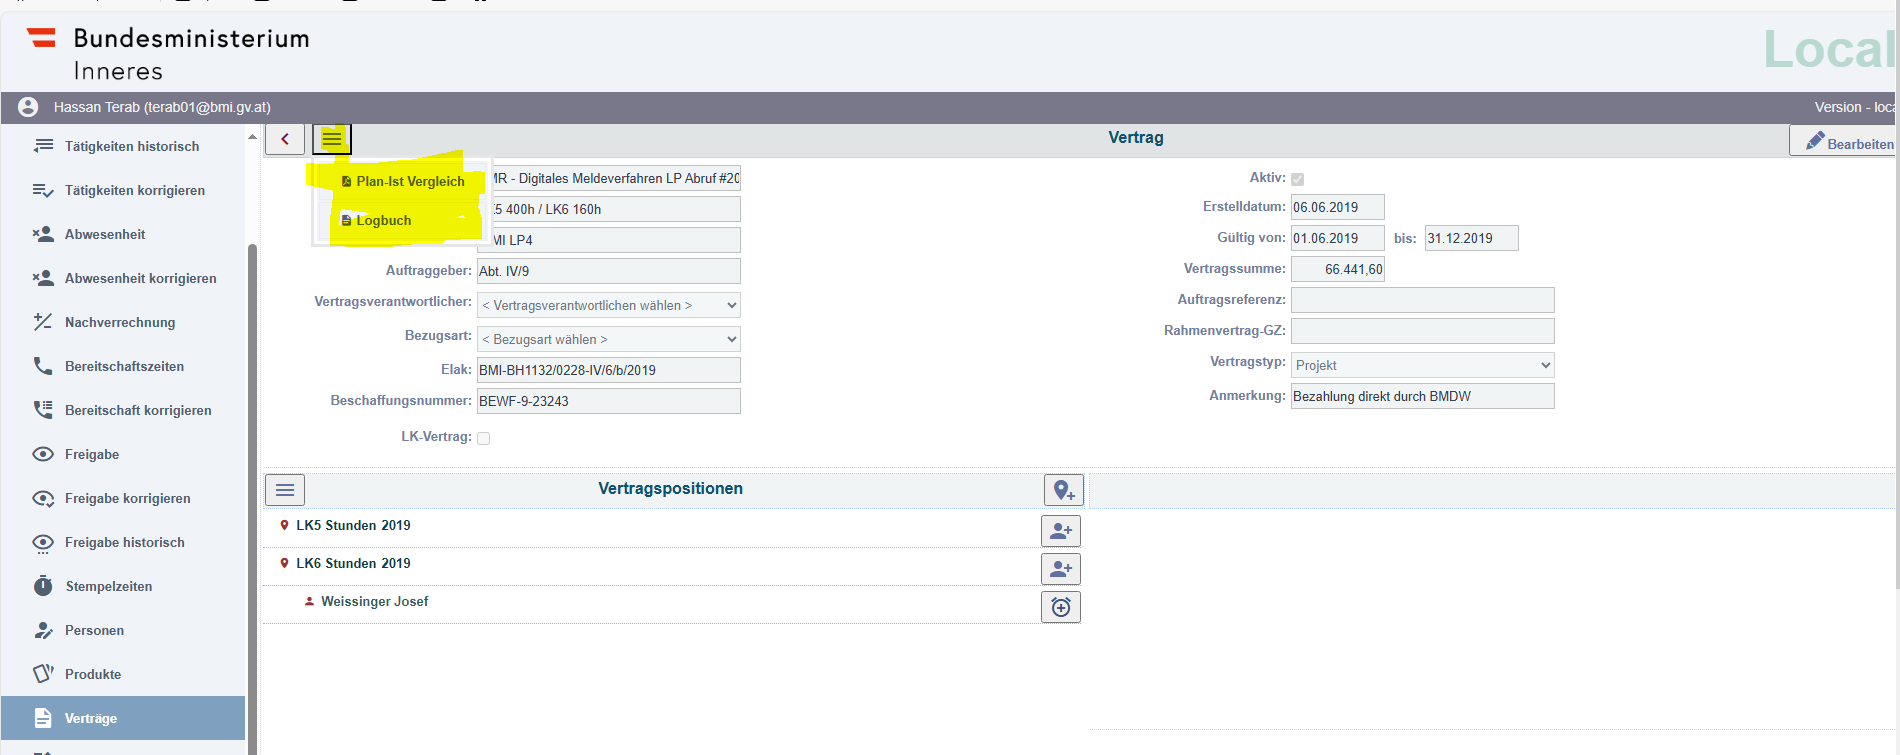 Bundesministerium
Inneres
Local
Hassan Terab (terab01@bmi.gv.at)
Version - loca
Tätigkeiten historisch
Tätigkeiten korrigieren
Abwesenheit
Abwesenheit korrigieren
Nachverrechnung
Bereitschaftszeiten
Bereitschaft korrigieren
Freigabe
Freigabe korrigieren
Freigabe historisch
Stempelzeiten
Personen
Produkte
Verträge
Vertrag
Bearbeiten
Plan-Ist Vergleich
Logbuch
MR - Digitales Meldeverfahren LP Abruf #20
5 400h / LK6 160h
MI LP4
Auftraggeber: Abt. IV/9
Vertragsverantwortlicher: < Vertragsverantwortlichen wählen >
Bezugsart: < Bezugsart wählen >
Elak: BMI-BH1132/0228-IV/6/b/2019
Beschaffungsnummer: BEWF-9-23243
LK-Vertrag:
Aktiv:
Erstelldatum: 06.06.2019
Gültig von: 01.06.2019 bis: 31.12.2019
Vertragssumme: 66.441,60
Auftragsreferenz:
Rahmenvertrag-GZ:
Vertragstyp: Projekt
Anmerkung: Bezahlung direkt durch BMDW
Vertragspositionen
LK5 Stunden 2019
LK6 Stunden 2019
Weissinger Josef